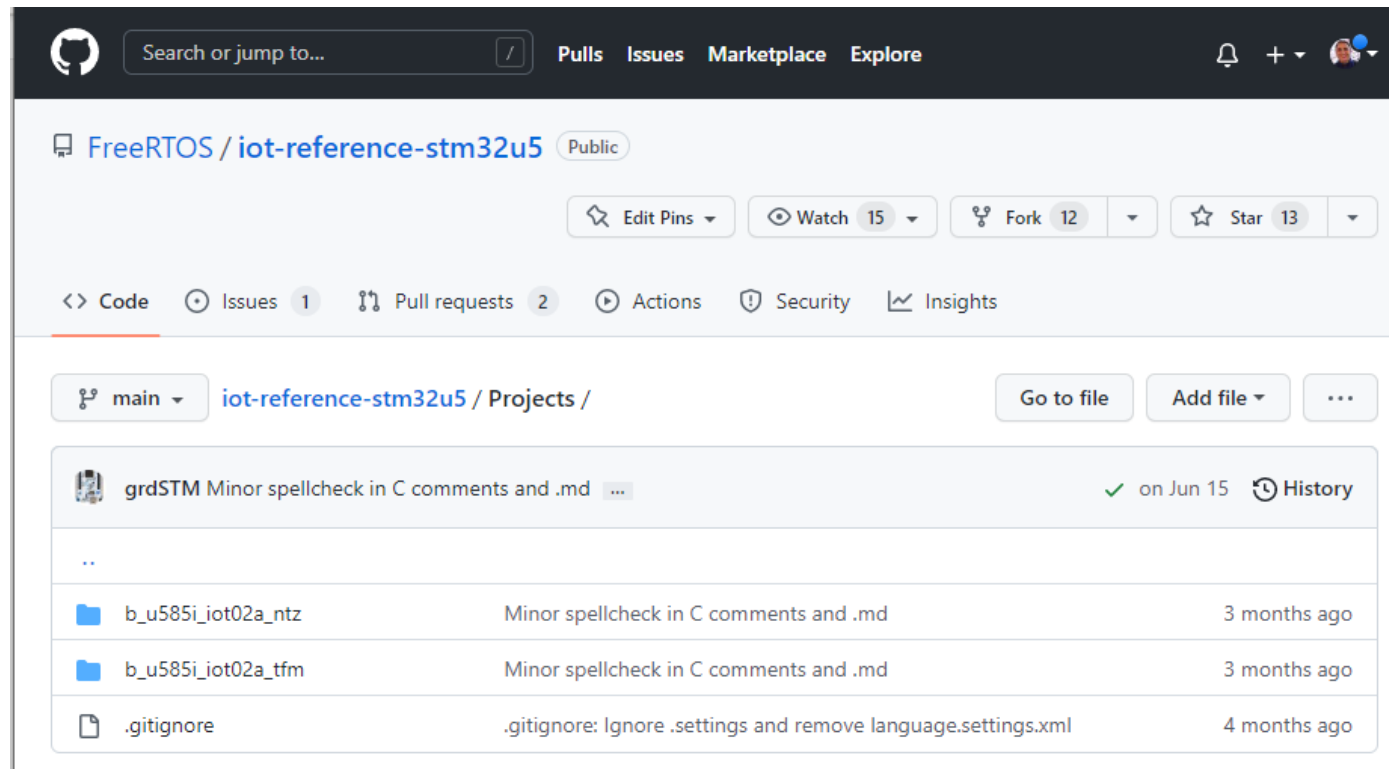 Search or jump to... / Pulls Issues Marketplace Explore
FreeRTOS / iot-reference-stm32u5 Public
Edit Pins Watch 15 Fork 12 Star 13
<> Code Issues 1 Pull requests 2 Actions Security Insights
main iot-reference-stm32u5 / Projects / Go to file Add file ...
grdSTM Minor spellcheck in C comments and .md ... on Jun 15 History
..
b_u585i_iot02a_ntz Minor spellcheck in C comments and .md 3 months ago
b_u585i_iot02a_tfm Minor spellcheck in C comments and .md 3 months ago
.gitignore .gitignore: Ignore .settings and remove language.settings.xml 4 months ago